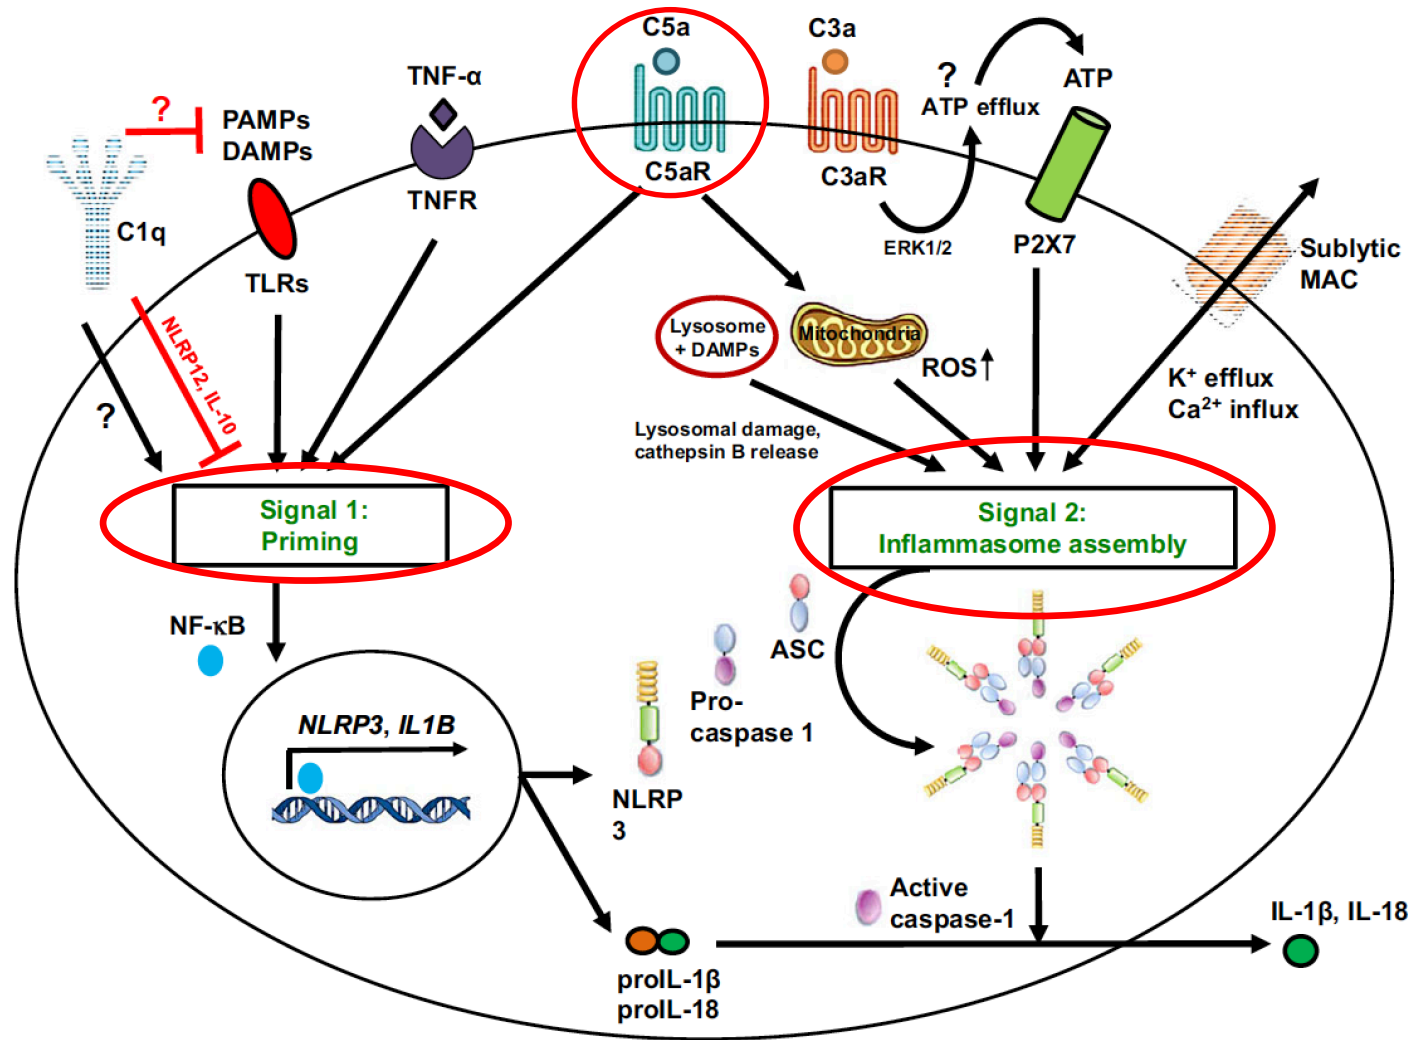 C5a
C3a
?
ATP
TNF-α
ATP efflux
?
PAMPs
DAMPs
C5aR
C3aR
TNFR
C1q
ERK1/2
P2X7
Sublytic
MAC
TLRs
NLRP12, IL-10
?
Lysosome
+ DAMPs
Mitochondria
ROS
K⁺ efflux
Ca²⁺ influx
Lysosomal damage,
cathepsin B release
Signal 1:
Priming
Signal 2:
Inflammasome assembly
NF-κB
ASC
Pro-
caspase 1
NLRP3, IL1B
NLRP
3
Active
caspase-1
IL-1β, IL-18
proIL-1β
proIL-18